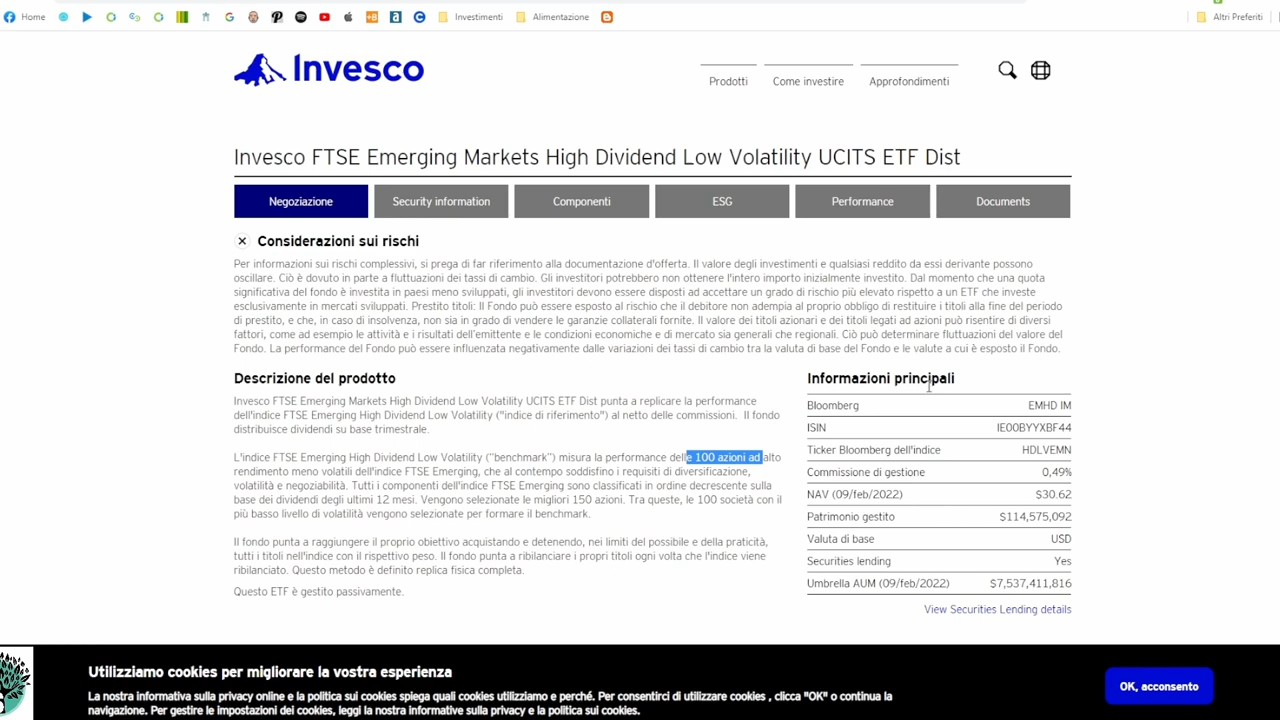 Home
Investimenti
Alimentazione
Altri Preferiti
Invesco
Prodotti
Come investire
Approfondimenti
Invesco FTSE Emerging Markets High Dividend Low Volatility UCITS ETF Dist
Negoziazione
Security information
Componenti
ESG
Performance
Documents
Considerazioni sui rischi
Per informazioni sui rischi complessivi, si prega di far riferimento alla documentazione d'offerta. Il valore degli investimenti e qualsiasi reddito da essi derivante possono
oscillare. Ciò è dovuto in parte a fluttuazioni dei tassi di cambio. Gli investitori potrebbero non ottenere l'intero importo inizialmente investito. Dal momento che una quota
significativa del fondo è investita in paesi meno sviluppati, gli investitori devono essere disposti ad accettare un grado di rischio più elevato rispetto a un ETF che investe
esclusivamente in mercati sviluppati. Prestito titoli: Il Fondo può essere esposto al rischio che il debitore non adempia al proprio obbligo di restituire i titoli alla fine del periodo
di prestito, e che, in caso di insolvenza, non sia in grado di vendere le garanzie collaterali fornite. Il valore dei titoli azionari e dei titoli legati ad azioni può risentire di diversi
fattori, come ad esempio le attività e i risultati dell'emittente e le condizioni economiche e di mercato sia generali che regionali. Ciò può determinare fluttuazioni del valore del
Fondo. La performance del Fondo può essere influenzata negativamente dalle variazioni dei tassi di cambio tra la valuta di base del Fondo e le valute a cui è esposto il Fondo.
Descrizione del prodotto
Invesco FTSE Emerging Markets High Dividend Low Volatility UCITS ETF Dist punta a replicare la performance
dell'indice FTSE Emerging High Dividend Low Volatility ("indice di riferimento") al netto delle commissioni. Il fondo
distribuisce dividendi su base trimestrale.
L'indice FTSE Emerging High Dividend Low Volatility ("benchmark") misura la performance delle 100 azioni ad alto
rendimento meno volatili dell'indice FTSE Emerging, che al contempo soddisfino i requisiti di diversificazione,
volatilità e negoziabilità. Tutti i componenti dell'indice FTSE Emerging sono classificati in ordine decrescente sulla
base dei dividendi degli ultimi 12 mesi. Vengono selezionate le migliori 150 azioni. Tra queste, le 100 società con il
più basso livello di volatilità vengono selezionate per formare il benchmark.
Il fondo punta a raggiungere il proprio obiettivo acquistando e detenendo, nei limiti del possibile e della praticità,
tutti i titoli nell'indice con il rispettivo peso. Il fondo punta a ribilanciare i propri titoli ogni volta che l'indice viene
ribilanciato. Questo metodo è definito replica fisica completa.
Questo ETF è gestito passivamente.
Informazioni principali
Bloomberg EMHD IM
ISIN IE00BYYXBF44
Ticker Bloomberg dell'indice HDLVEMN
Commissione di gestione 0,49%
NAV (09/feb/2022) $30.62
Patrimonio gestito $114,575,092
Valuta di base USD
Securities lending Yes
Umbrella AUM (09/feb/2022) $7,537,411,816
View Securities Lending details
Utilizziamo cookies per migliorare la vostra esperienza
La nostra informativa sulla privacy online e la politica sui cookies spiega quali cookies utilizziamo e perché. Per consentirci di utilizzare cookies , clicca "OK" o continua la
navigazione. Per gestire le impostazioni dei cookies, leggi la nostra informativa sulla privacy e la politica sui cookies.
OK, acconsento